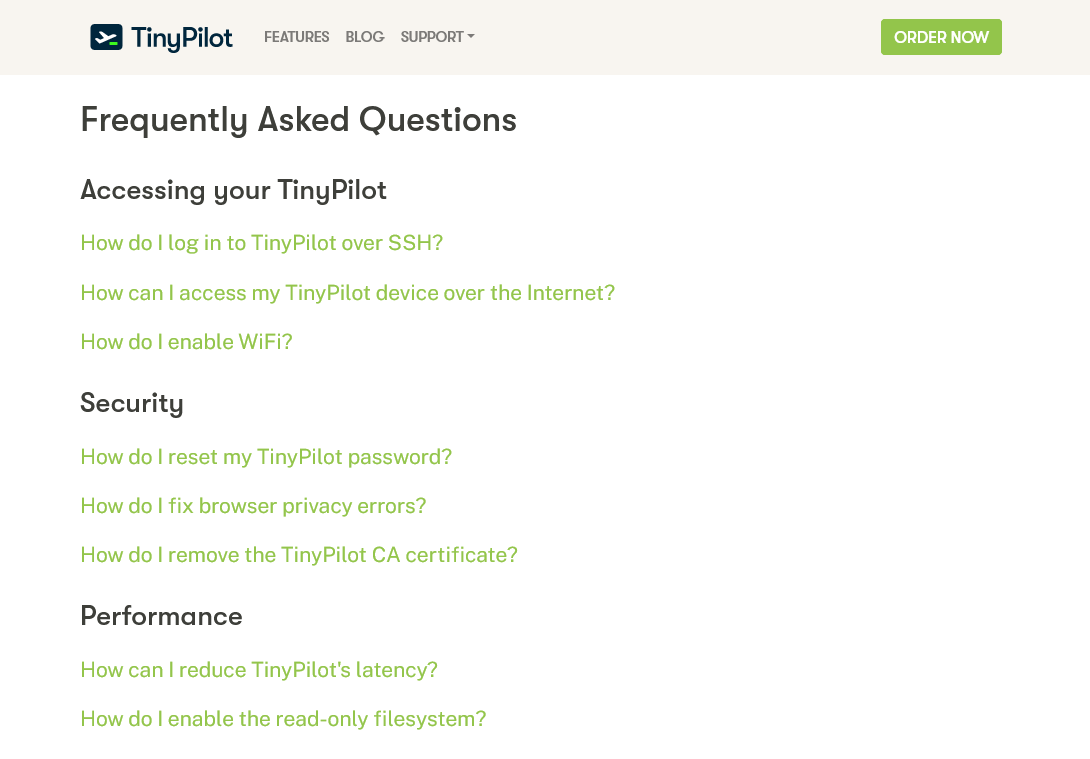 TinyPilot FEATURES BLOG SUPPORT ORDER NOW
Frequently Asked Questions
Accessing your TinyPilot
How do I log in to TinyPilot over SSH?
How can I access my TinyPilot device over the Internet?
How do I enable WiFi?
Security
How do I reset my TinyPilot password?
How do I fix browser privacy errors?
How do I remove the TinyPilot CA certificate?
Performance
How can I reduce TinyPilot's latency?
How do I enable the read-only filesystem?